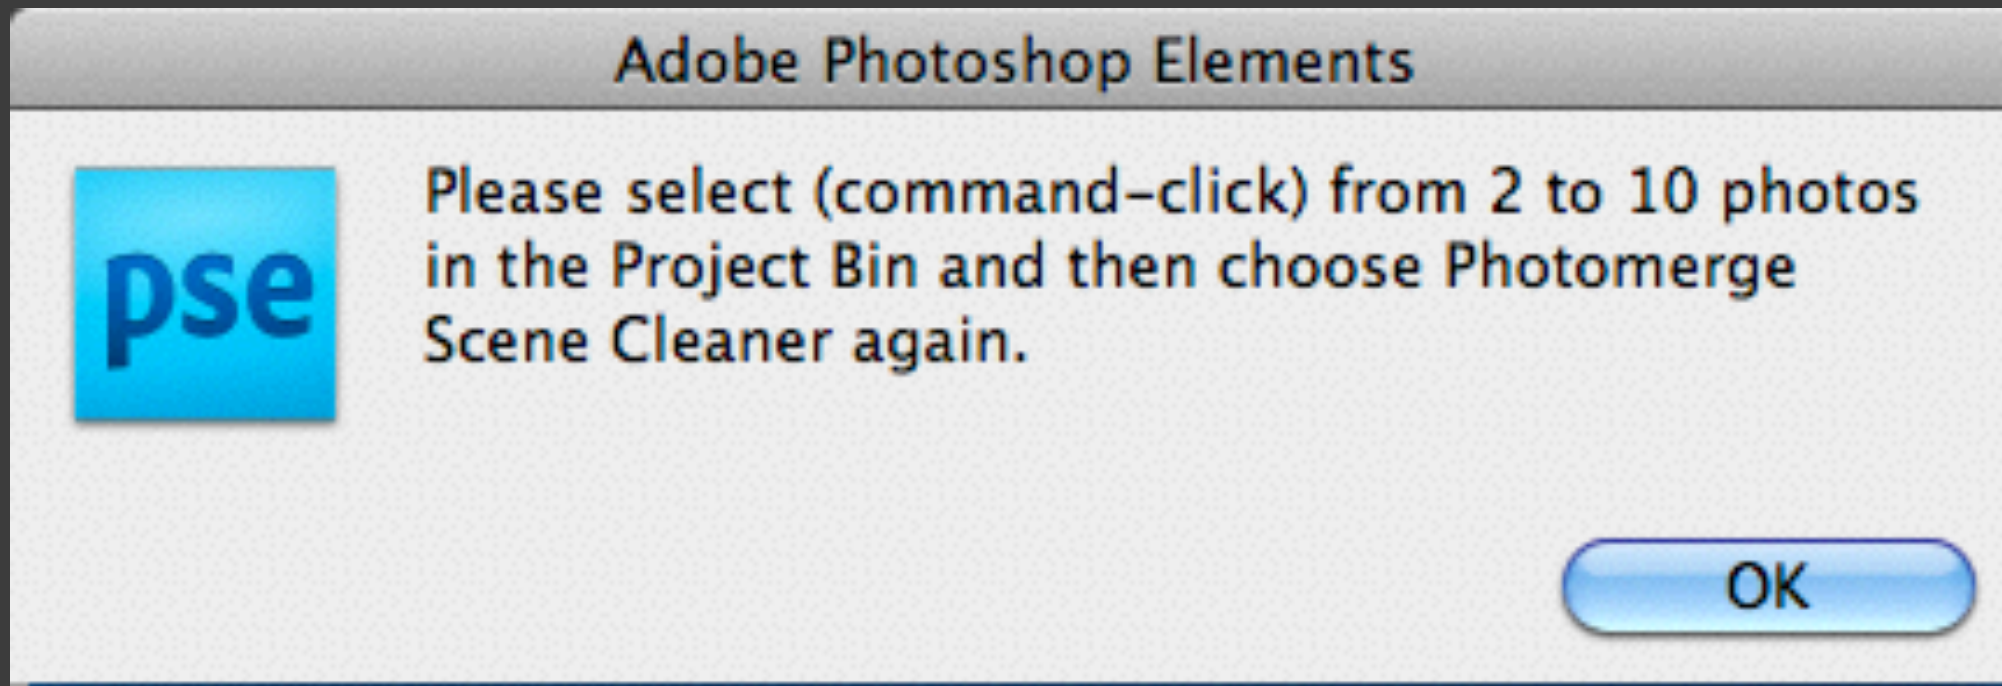 Adobe Photoshop Elements
pse
Please select (command-click) from 2 to 10 photos
in the Project Bin and then choose Photomerge
Scene Cleaner again.
OK